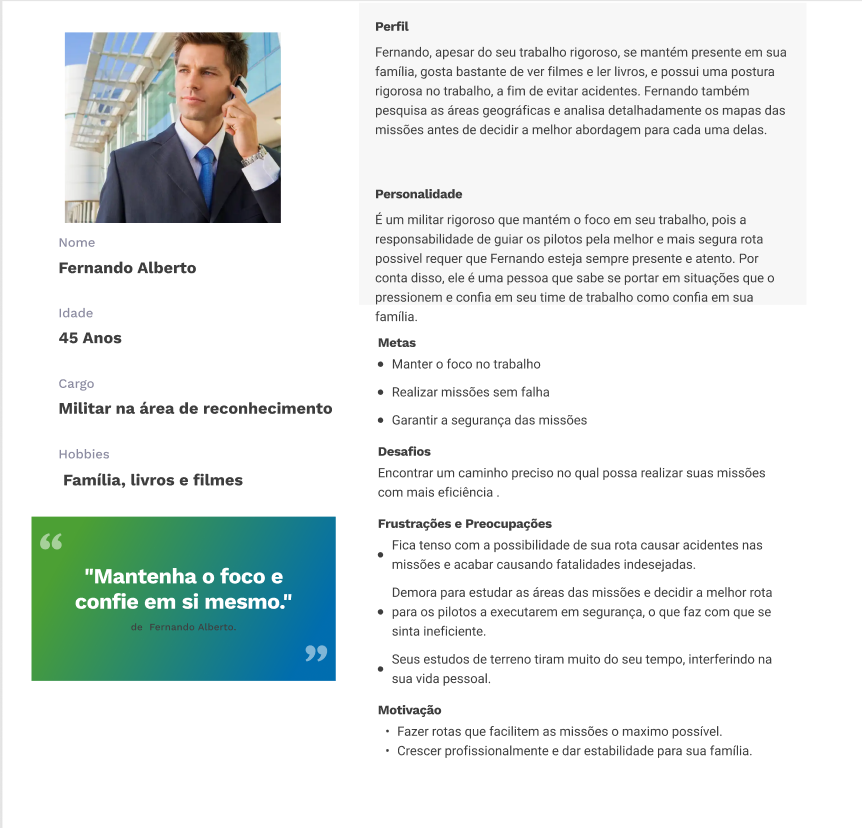 Nome
Fernando Alberto
Idade
45 Anos
Cargo
Militar na área de reconhecimento
Hobbies
Família, livros e filmes
“
"Mantenha o foco e
confie em si mesmo."
de Fernando Alberto.
”
Perfil
Fernando, apesar do seu trabalho rigoroso, se mantém presente em sua
família, gosta bastante de ver filmes e ler livros, e possui uma postura
rigorosa no trabalho, a fim de evitar acidentes. Fernando também
pesquisa as áreas geográficas e analisa detalhadamente os mapas das
missões antes de decidir a melhor abordagem para cada uma delas.
Personalidade
É um militar rigoroso que mantém o foco em seu trabalho, pois a
responsabilidade de guiar os pilotos pela melhor e mais segura rota
possivel requer que Fernando esteja sempre presente e atento. Por
conta disso, ele é uma pessoa que sabe se portar em situações que o
pressionem e confia em seu time de trabalho como confia em sua
família.
Metas
• Manter o foco no trabalho
• Realizar missões sem falha
• Garantir a segurança das missões
Desafios
Encontrar um caminho preciso no qual possa realizar suas missões
com mais eficiência .
Frustrações e Preocupações
• Fica tenso com a possibilidade de sua rota causar acidentes nas
missões e acabar causando fatalidades indesejadas.
• Demora para estudar as áreas das missões e decidir a melhor rota
para os pilotos a executarem em segurança, o que faz com que se
sinta ineficiente.
• Seus estudos de terreno tiram muito do seu tempo, interferindo na
sua vida pessoal.
Motivação
• Fazer rotas que facilitem as missões o maximo possível.
• Crescer profissionalmente e dar estabilidade para sua família.